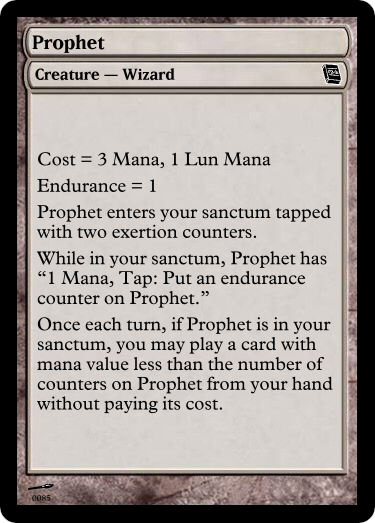 Prophet
Creature — Wizard
Cost = 3 Mana, 1 Lun Mana
Endurance = 1
Prophet enters your sanctum tapped
with two exertion counters.
While in your sanctum, Prophet has
“1 Mana, Tap: Put an endurance
counter on Prophet.”
Once each turn, if Prophet is in your
sanctum, you may play a card with
mana value less than the number of
counters on Prophet from your hand
without paying its cost.
0085